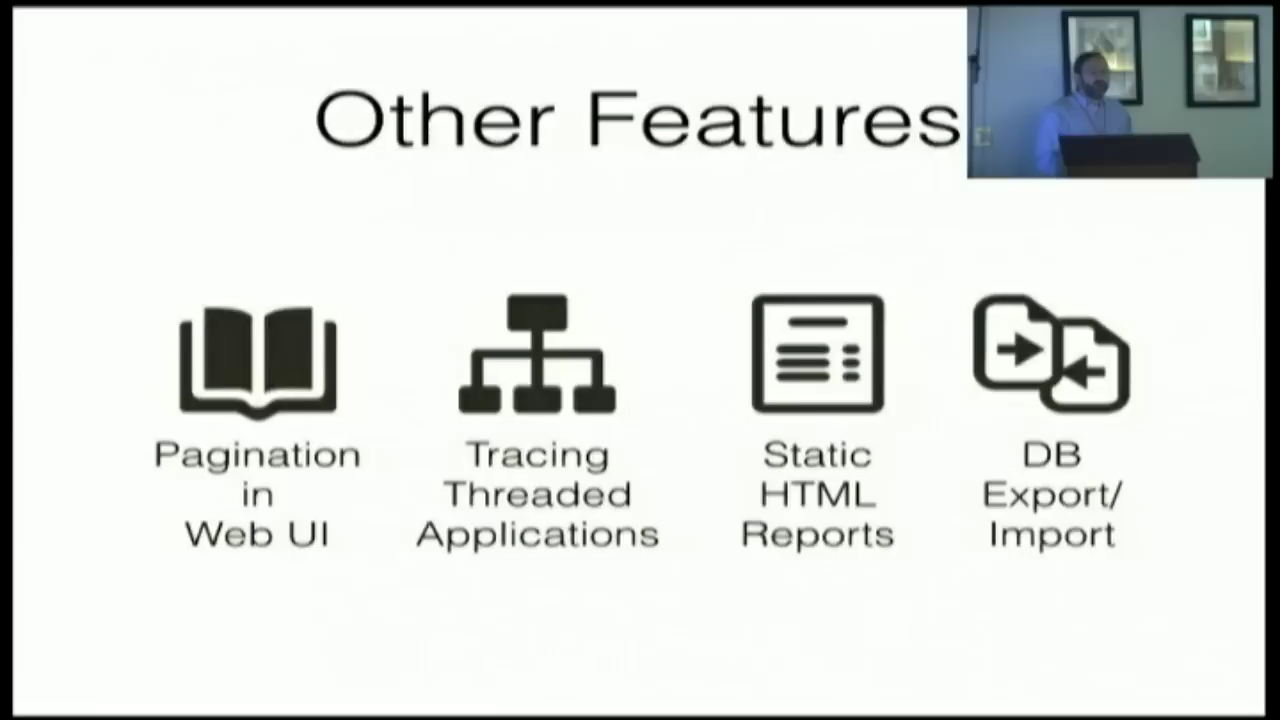 Other Features
Pagination
in
Web UI
Tracing
Threaded
Applications
Static
HTML
Reports
DB
Export/
Import